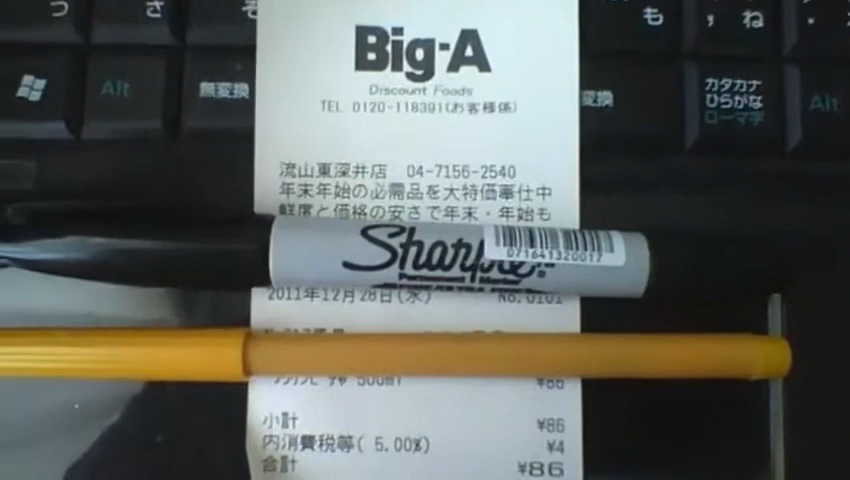 っ
さ
そ
も
， ね
Alt
無変換
変換
カタカナ
ひらがな
ローマ字
Alt
Big-A
Discount Foods
TEL 0120-118391(お客様係)
流山東深井店 04-7156-2540
年末年始の必需品を大特価奉仕中
鮮度と価格の安さで年末・年始も
Sharpie
®
Permanent Marker
071641320017
2011年12月28日(水) No.0101
500ml ¥86
小計 ¥86
内消費税等( 5.00%) ¥4
合計 ¥86